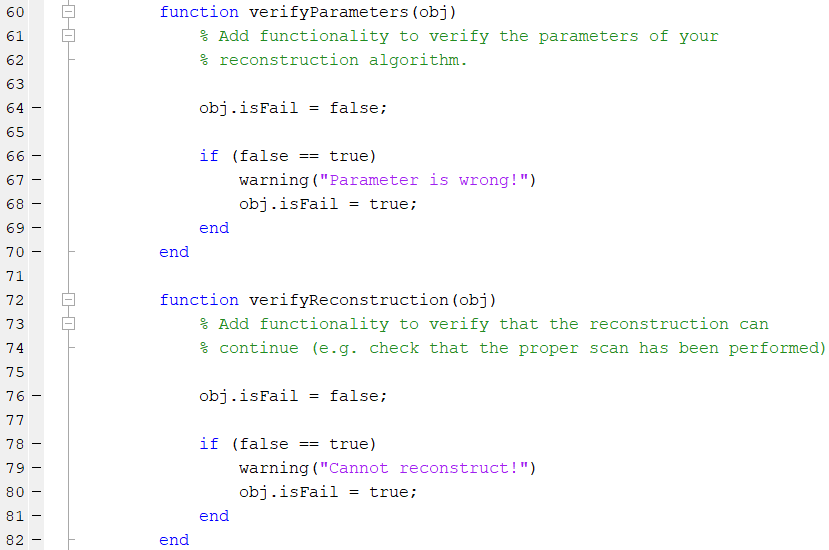 60 function verifyParameters(obj)
61 % Add functionality to verify the parameters of your
62 % reconstruction algorithm.
63
64 obj.isFail = false;
65
66 if (false == true)
67 warning("Parameter is wrong!")
68 obj.isFail = true;
69 end
70 end
71
72 function verifyReconstruction(obj)
73 % Add functionality to verify that the reconstruction can
74 % continue (e.g. check that the proper scan has been performed)
75
76 obj.isFail = false;
77
78 if (false == true)
79 warning("Cannot reconstruct!")
80 obj.isFail = true;
81 end
82 end